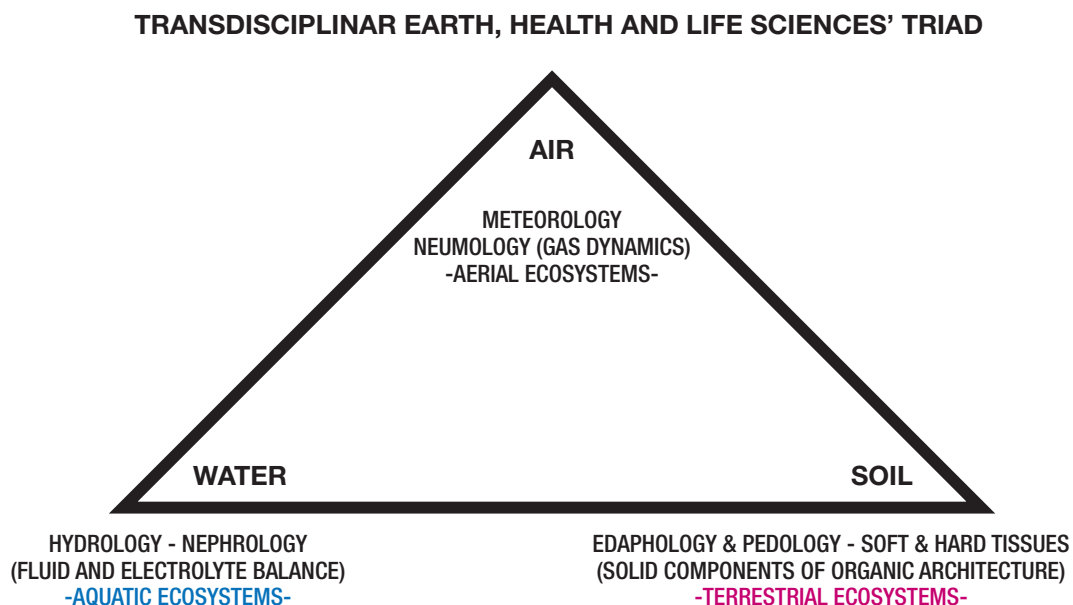 TRANSDISCIPLINAR EARTH, HEALTH AND LIFE SCIENCES' TRIAD
AIR
METEOROLOGY
NEUMOLOGY (GAS DYNAMICS)
-AERIAL ECOSYSTEMS-
WATER
SOIL
HYDROLOGY - NEPHROLOGY
(FLUID AND ELECTROLYTE BALANCE)
-AQUATIC ECOSYSTEMS-
EDAPHOLOGY & PEDOLOGY - SOFT & HARD TISSUES
(SOLID COMPONENTS OF ORGANIC ARCHITECTURE)
-TERRESTRIAL ECOSYSTEMS-